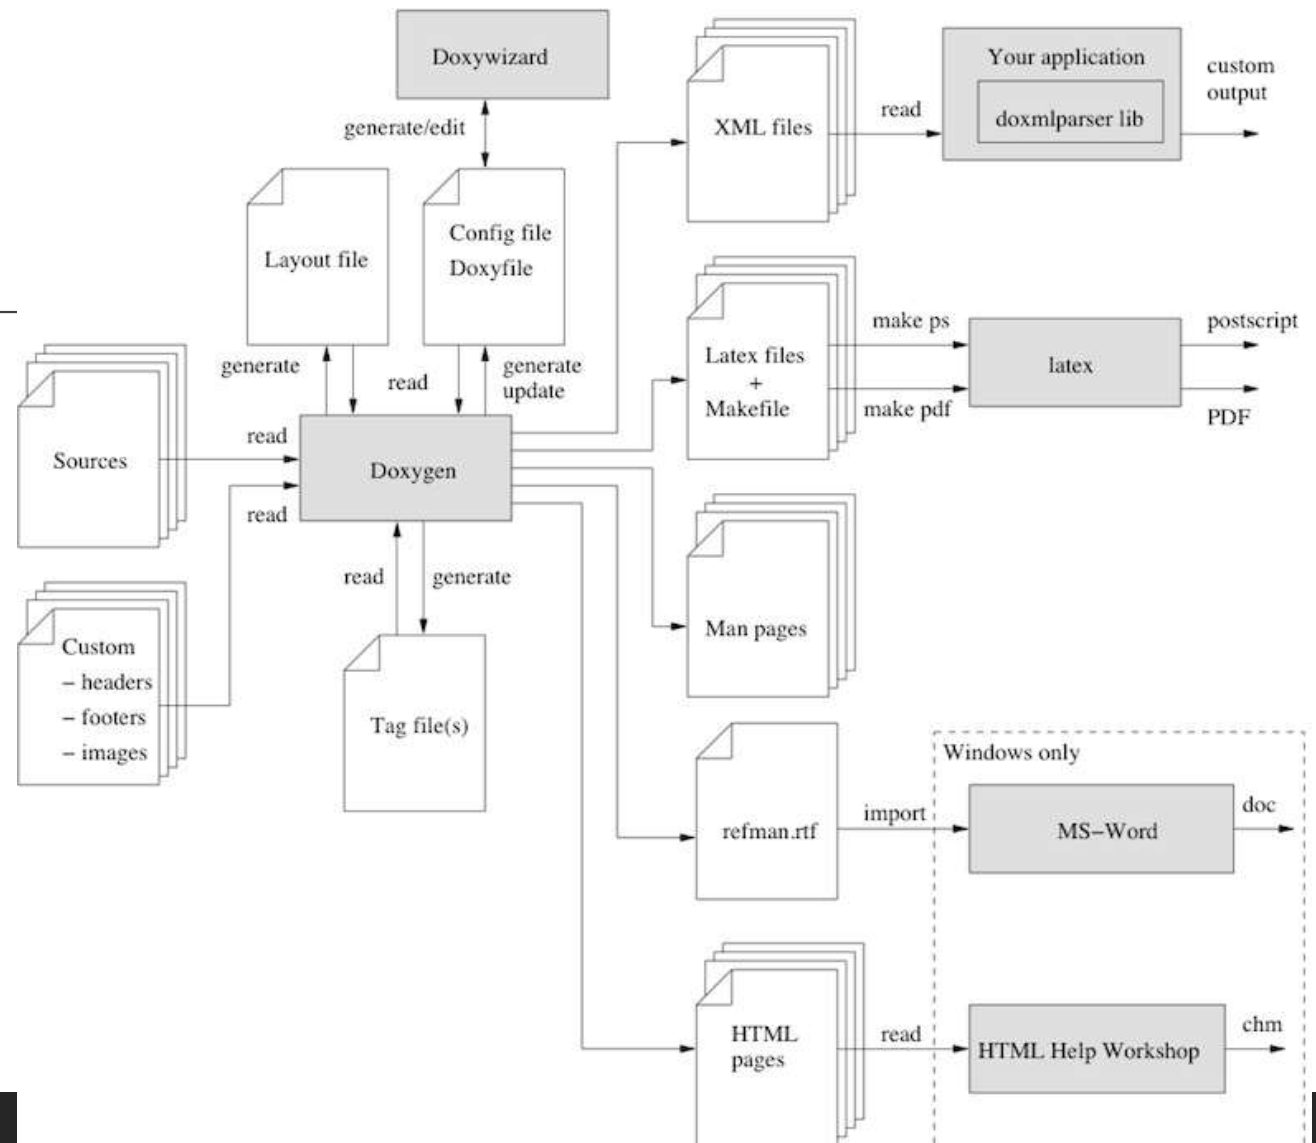 Doxywizard
generate/edit
Layout file
Config file
Doxyfile
generate
read
generate
update
Sources
read
read
Custom
– headers
– footers
– images
Doxygen
read
generate
Tag file(s)
XML files
read
Your application
doxmlparser lib
custom
output
Latex files
+
Makefile
make ps
make pdf
latex
postscript
PDF
Man pages
refman.rtf
import
Windows only
MS–Word
doc
HTML
pages
read
HTML Help Workshop
chm